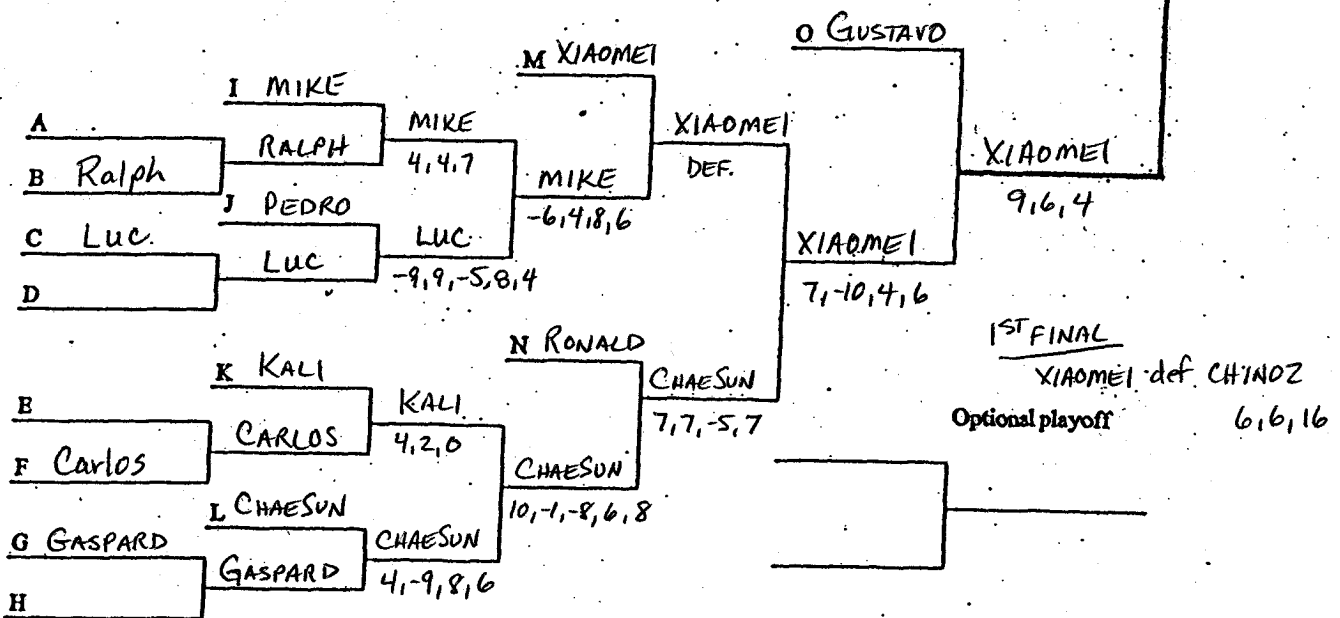 O GUSTAVO
M XIAOMEI
I MIKE
A
MIKE
XIAOMEI
RALPH
4,4,7
DEF.
XIAOMEI
B Ralph
MIKE
9,6,4
J PEDRO
-6,4,8,6
C LUC.
LUC
XIAOMEI
LUC
-9,9,-5,8,4
7,-10,4,6
D
N RONALD
1ST FINAL
K KALI
CHAESUN
XIAOMEI def. CHINOZ
E
KALI
7,7,-5,7
Optional playoff 6,6,16
CARLOS
4,2,0
F Carlos
CHAESUN
L CHAESUN
10,-1,-8,6,8
G GASPARD
CHAESUN
GASPARD
4,-9,8,6
H